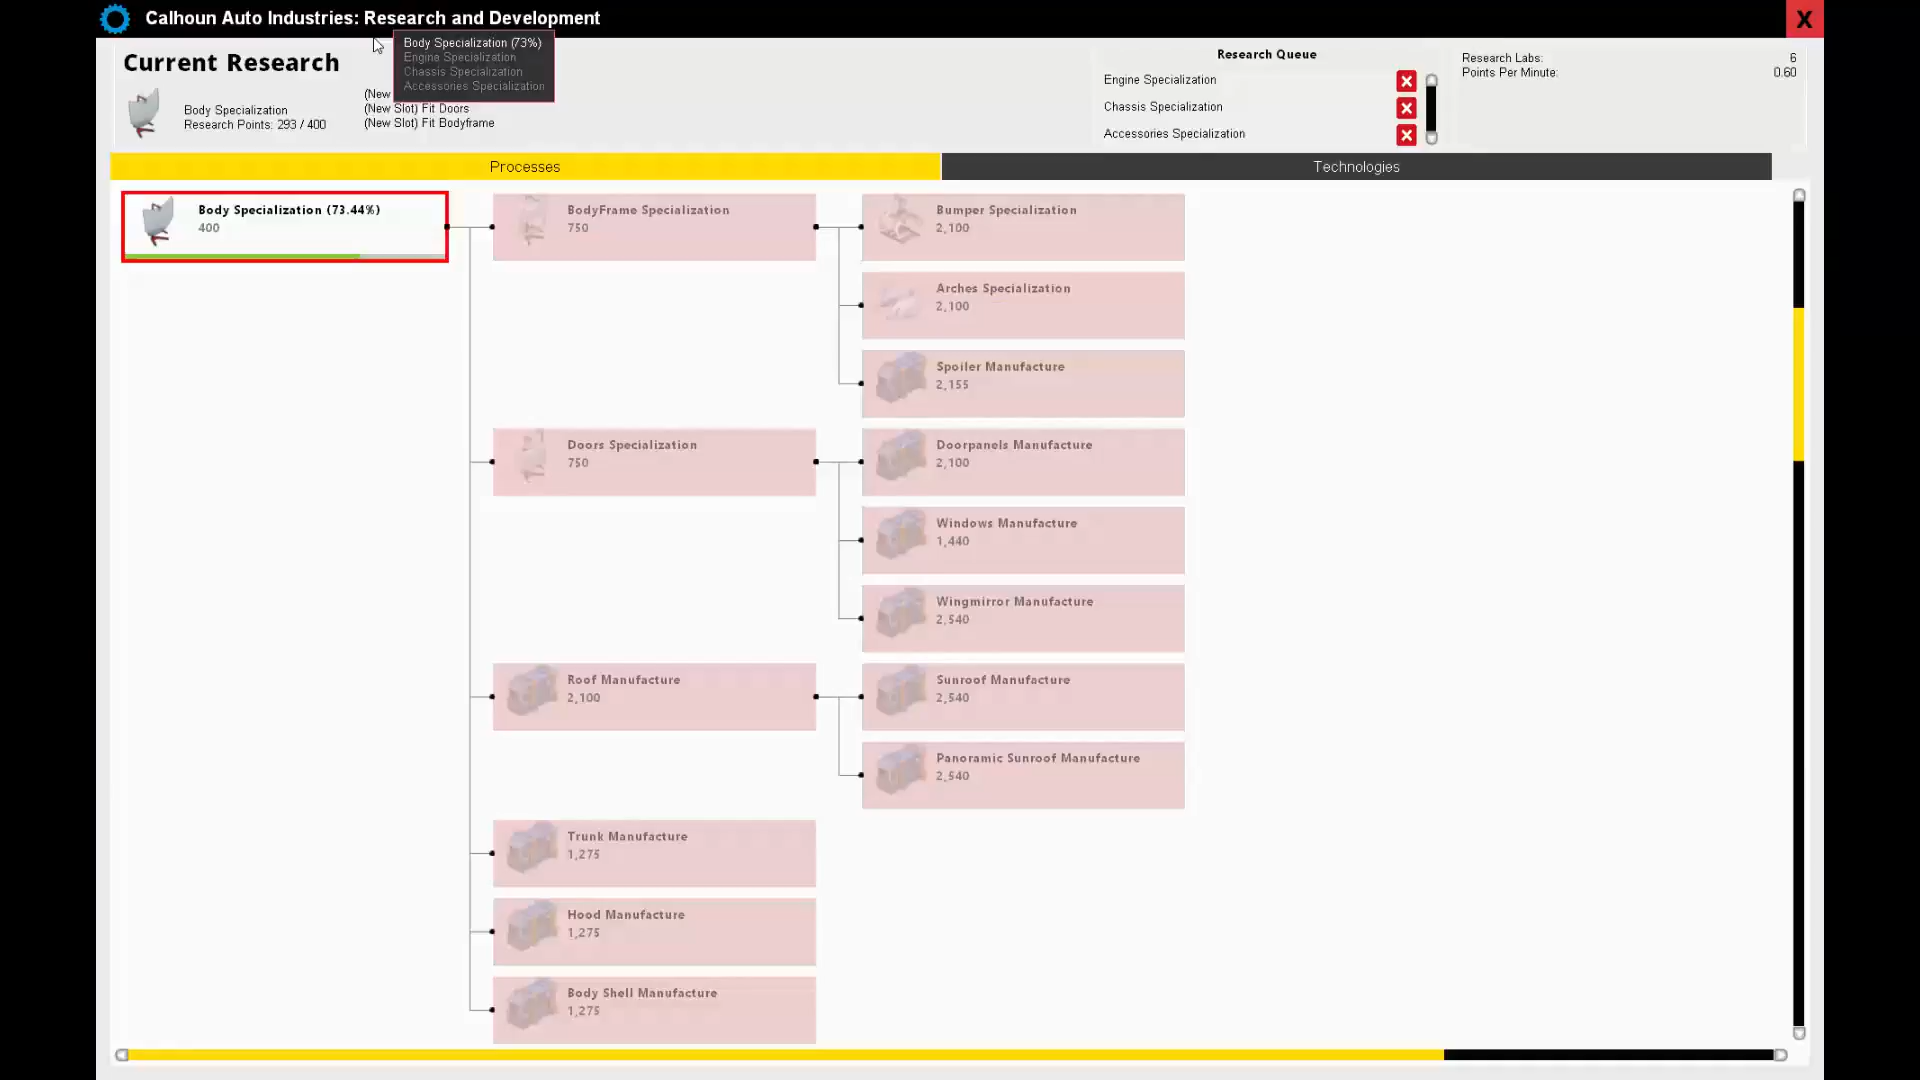 Calhoun Auto Industries: Research and Development
X
Body Specialization (73%)
Engine Specialization
Chassis Specialization
Accessories Specialization
Current Research
Body Specialization
Research Points: 293 / 400
(New
(New Slot) Fit Doors
(New Slot) Fit Bodyframe
Research Queue
Engine Specialization
Chassis Specialization
Accessories Specialization
Research Labs: 6
Points Per Minute: 0.60
Processes
Technologies
Body Specialization (73.44%)
400
BodyFrame Specialization
750
Bumper Specialization
2,100
Arches Specialization
2,100
Spoiler Manufacture
2,155
Doors Specialization
750
Doorpanels Manufacture
2,100
Windows Manufacture
1,440
Wingmirror Manufacture
2,540
Roof Manufacture
2,100
Sunroof Manufacture
2,540
Panoramic Sunroof Manufacture
2,540
Trunk Manufacture
1,275
Hood Manufacture
1,275
Body Shell Manufacture
1,275